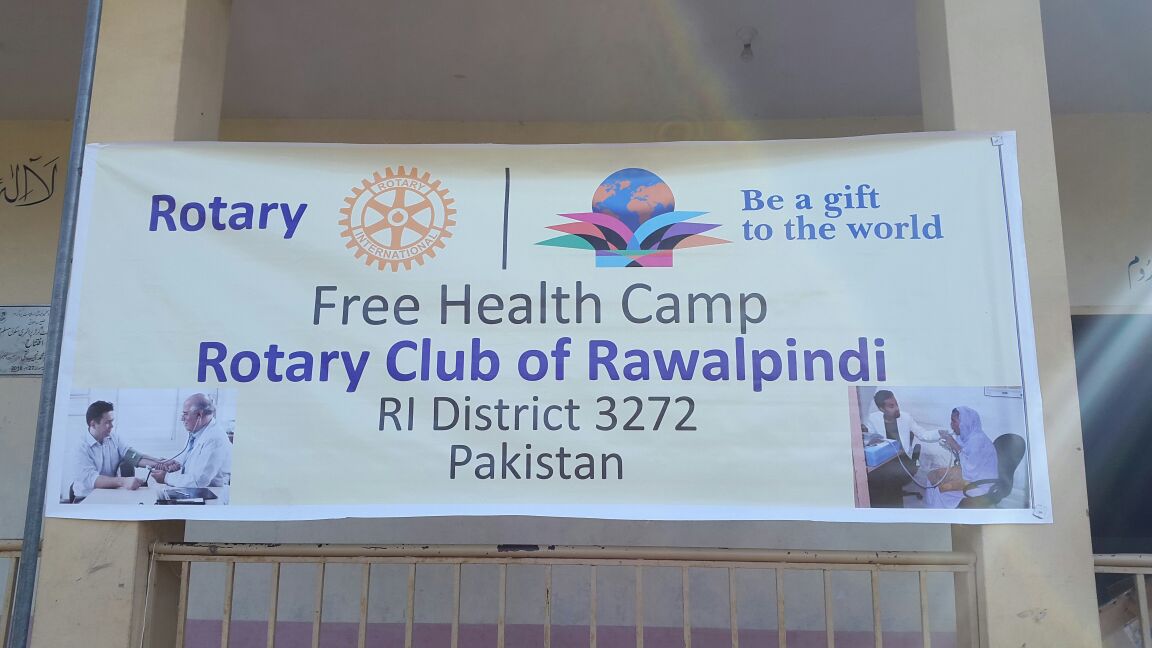 Rotary
ROTARY
INTERNATIONAL
Be a gift
to the world
Free Health Camp
Rotary Club of Rawalpindi
RI District 3272
Pakistan
افتتاح